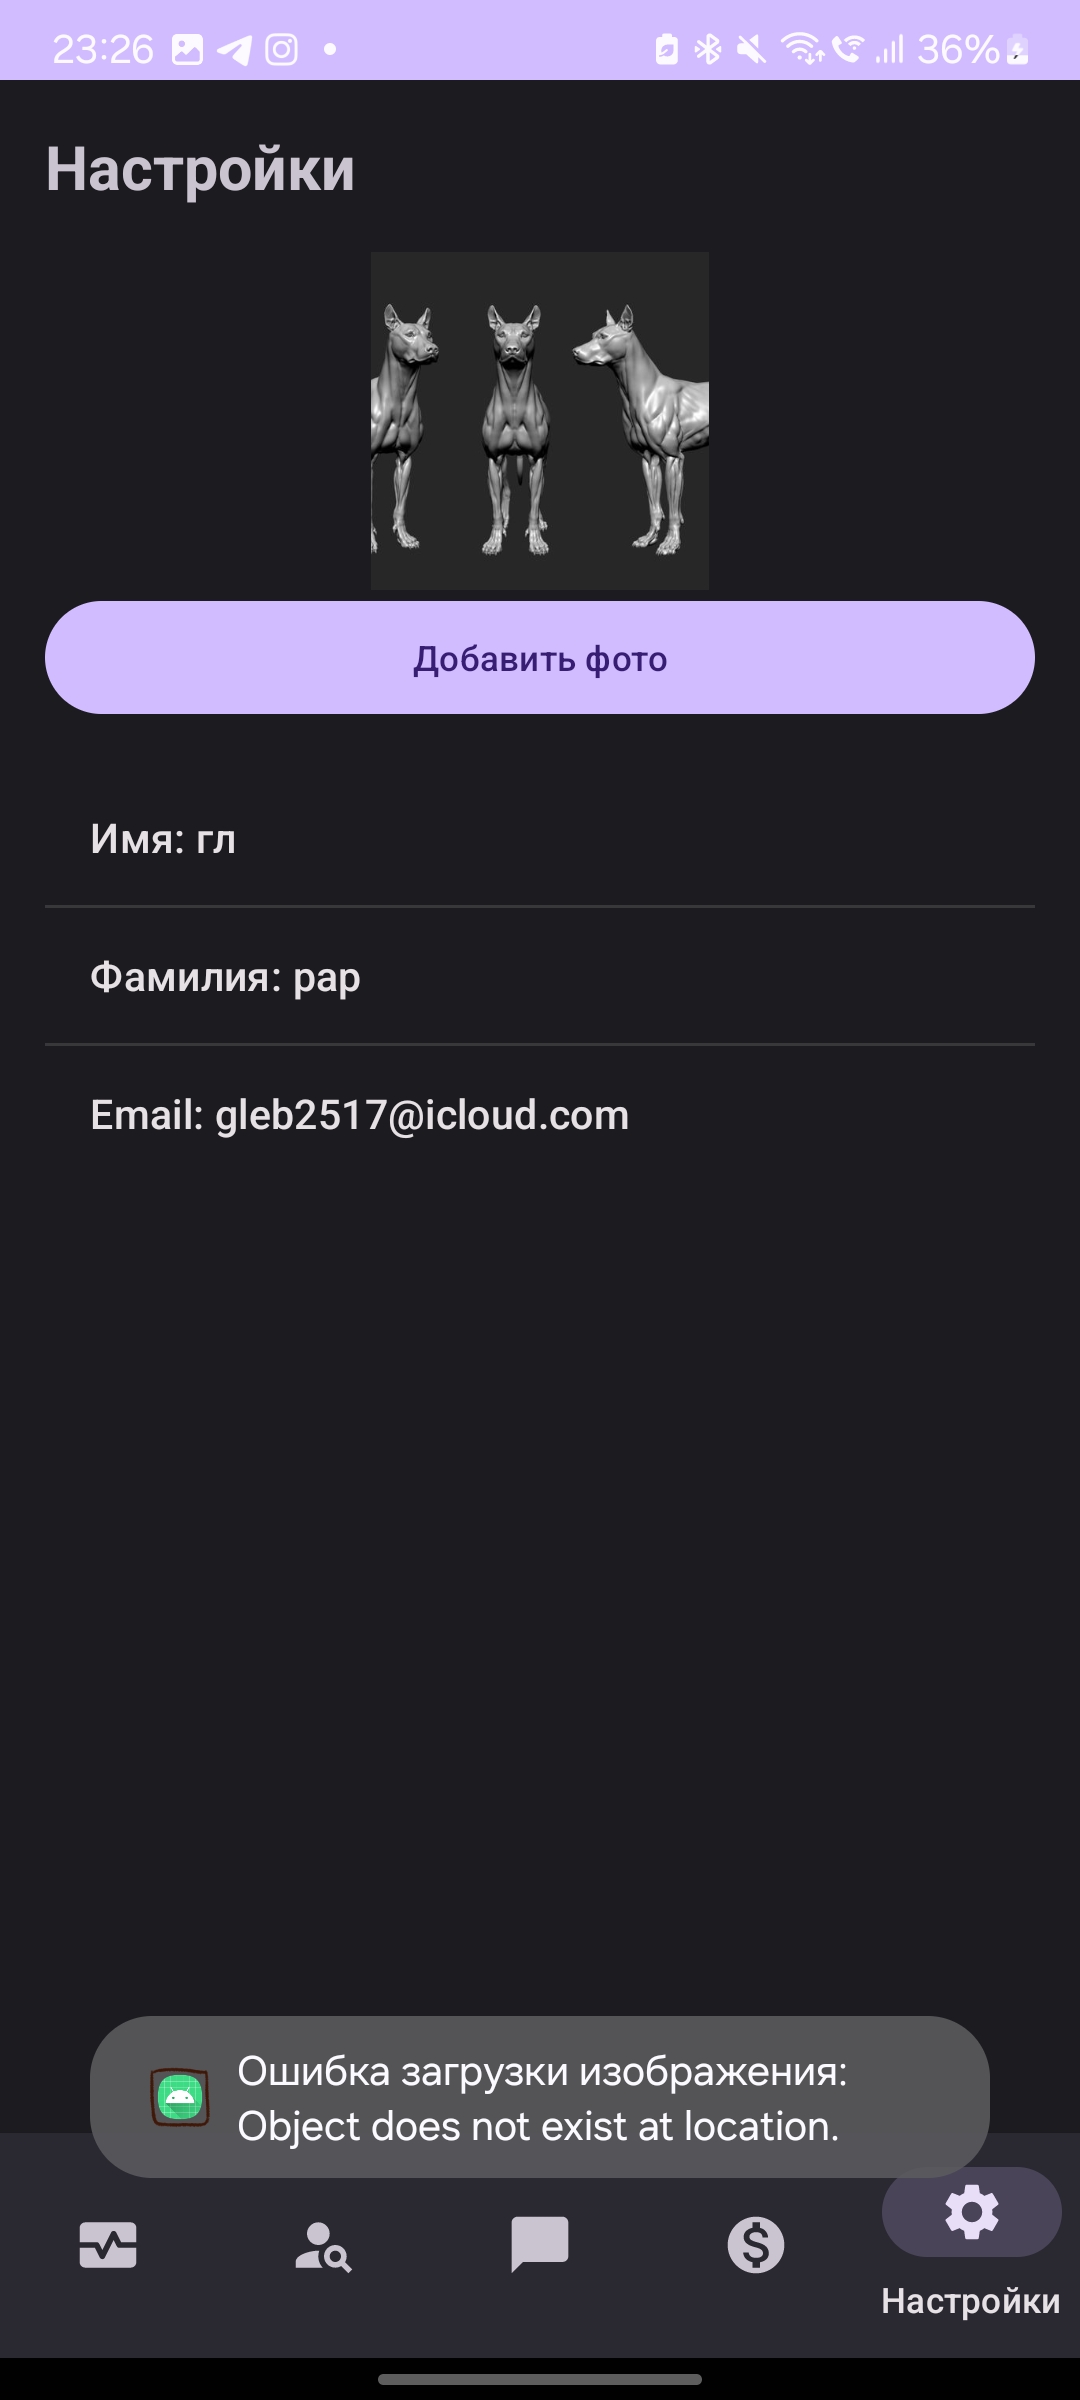 23:26
36%
Настройки
Добавить фото
Имя: гл
Фамилия: рар
Email: gleb2517@icloud.com
Ошибка загрузки изображения:
Object does not exist at location.
Настройки